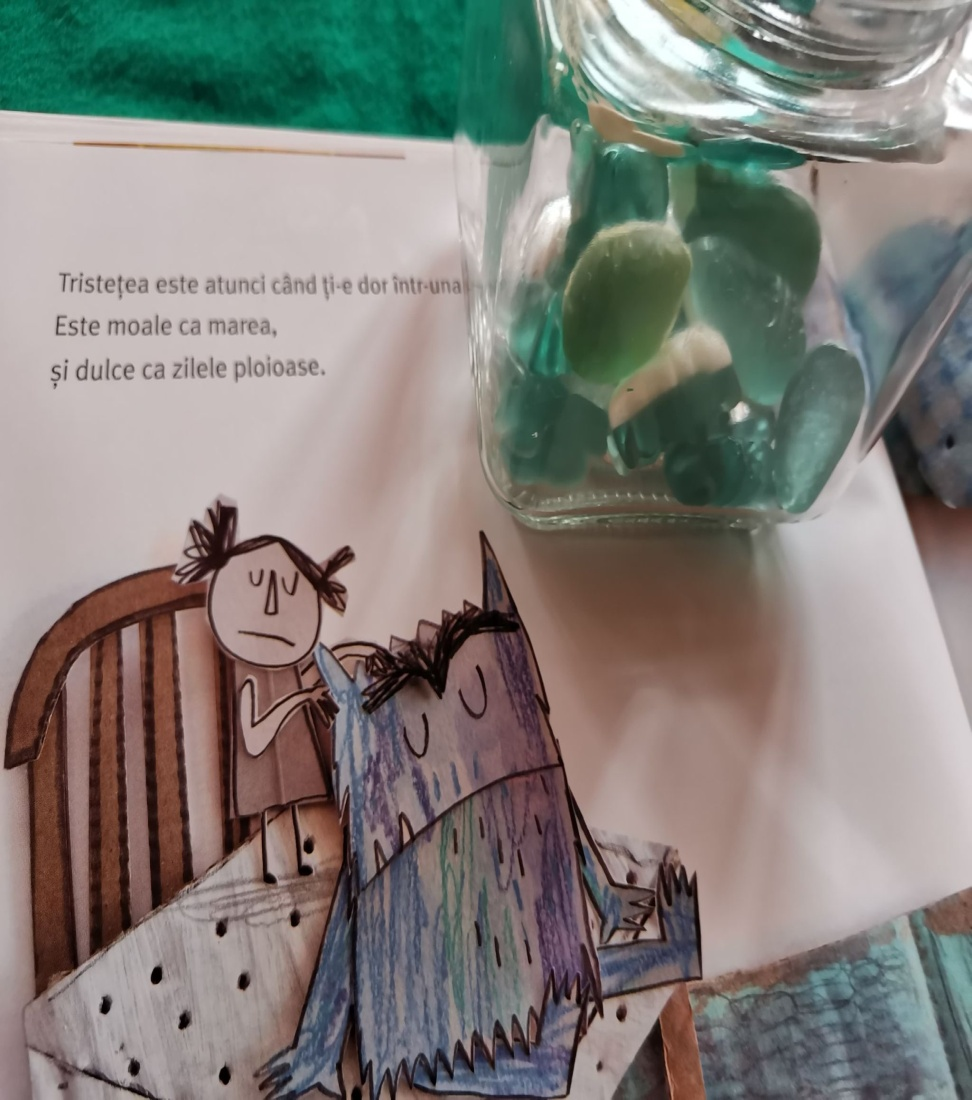 Tristețea este atunci când ți-e dor într-una
Este moale ca marea,
și dulce ca zilele ploioase.